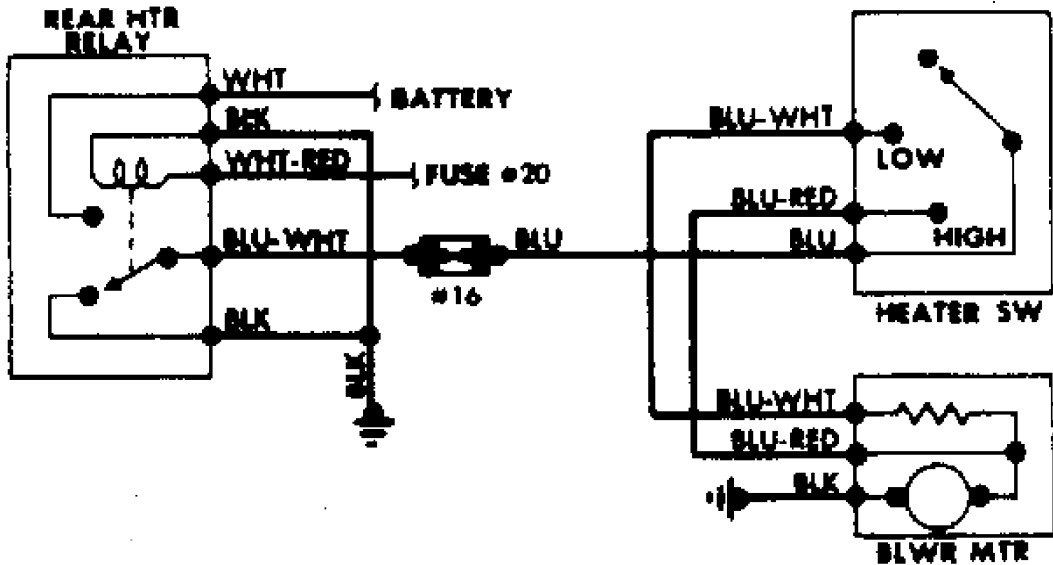 REAR HTR
RELAY
WHT
BATTERY
BLK
WHT-RED
FUSE #20
BLU-WHT
BLU
#16
BLK
BLK
BLU-WHT
LOW
BLU-RED
HIGH
BLU
HEATER SW
BLU-WHT
BLU-RED
BLK
BLWR MTR